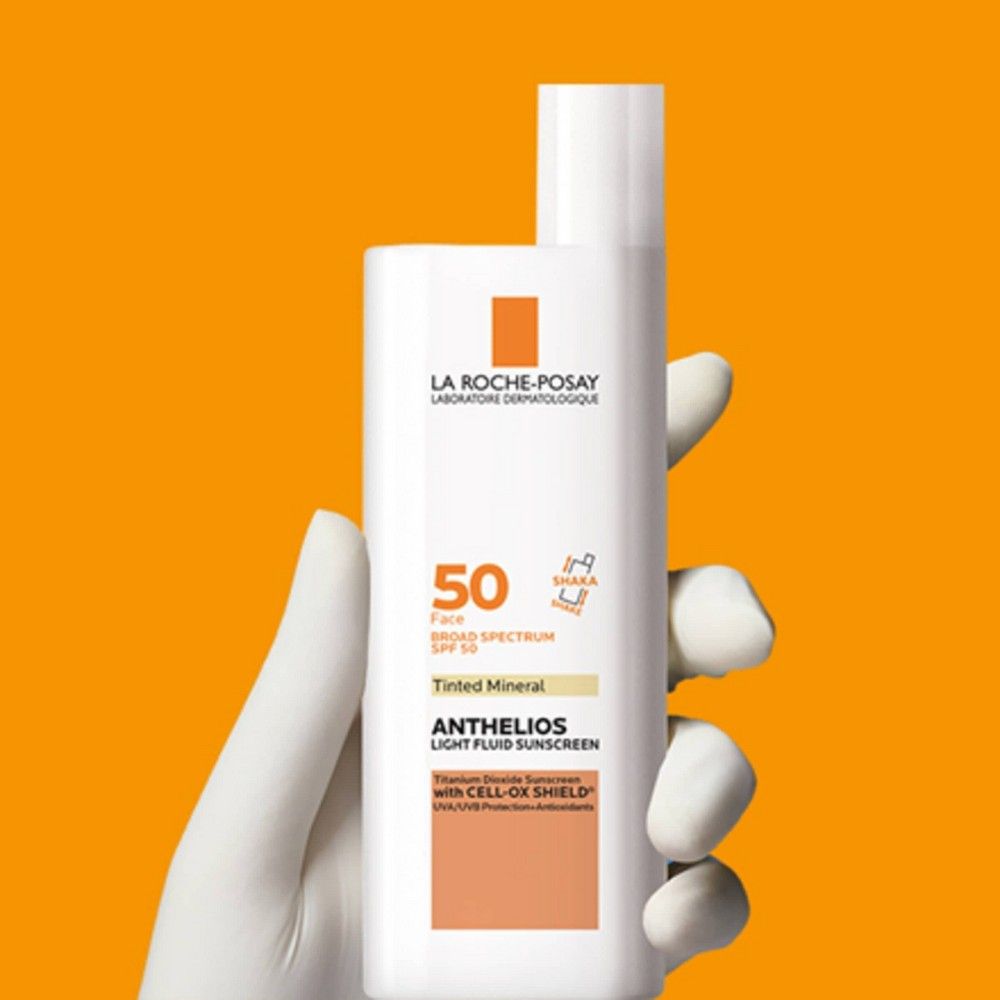 LA ROCHE-POSAY
LABORATOIRE DERMATOLOGIQUE
50
Face
SHAKA
SHAKE
BROAD SPECTRUM
SPF 50
Tinted Mineral
ANTHELIOS
LIGHT FLUID SUNSCREEN
Titanium Dioxide Sunscreen
with CELL-OX SHIELD®
UVA/UVB Protection+Antioxidants